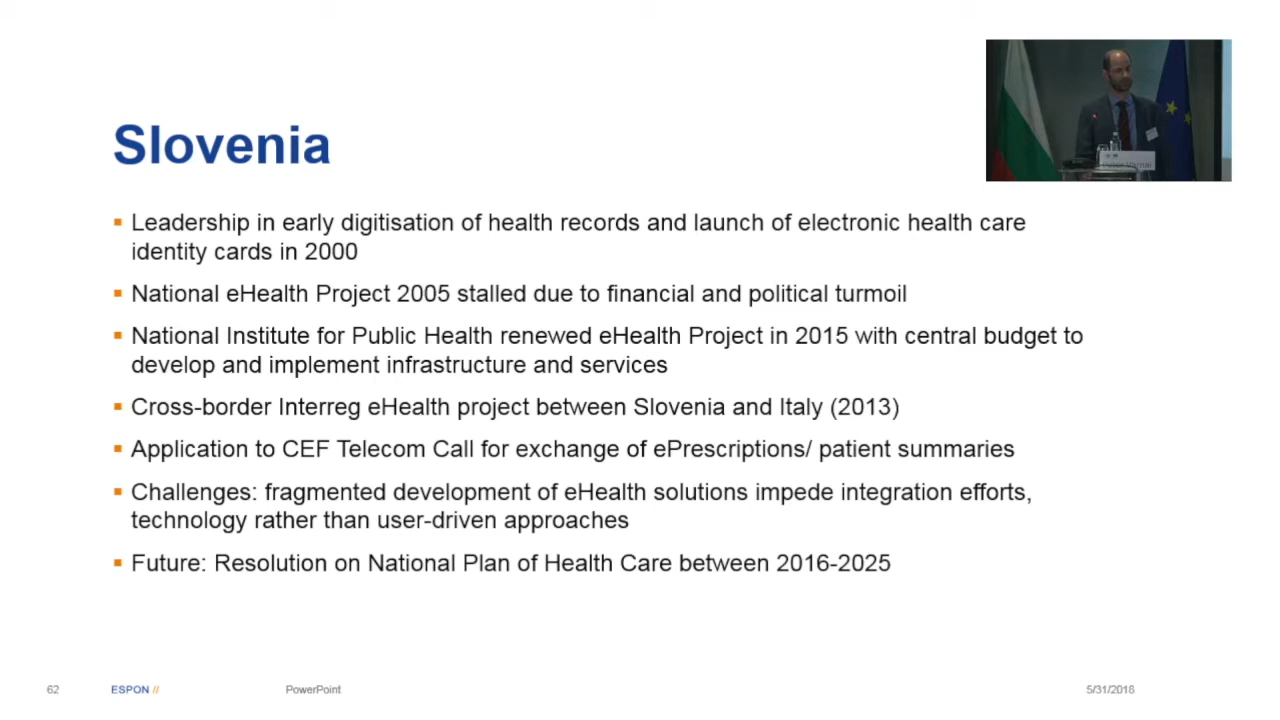 Slovenia
Leadership in early digitisation of health records and launch of electronic health care
identity cards in 2000
National eHealth Project 2005 stalled due to financial and political turmoil
National Institute for Public Health renewed eHealth Project in 2015 with central budget to
develop and implement infrastructure and services
Cross-border Interreg eHealth project between Slovenia and Italy (2013)
Application to CEF Telecom Call for exchange of ePrescriptions/ patient summaries
Challenges: fragmented development of eHealth solutions impede integration efforts,
technology rather than user-driven approaches
Future: Resolution on National Plan of Health Care between 2016-2025
62
ESPON //
PowerPoint
5/31/2018